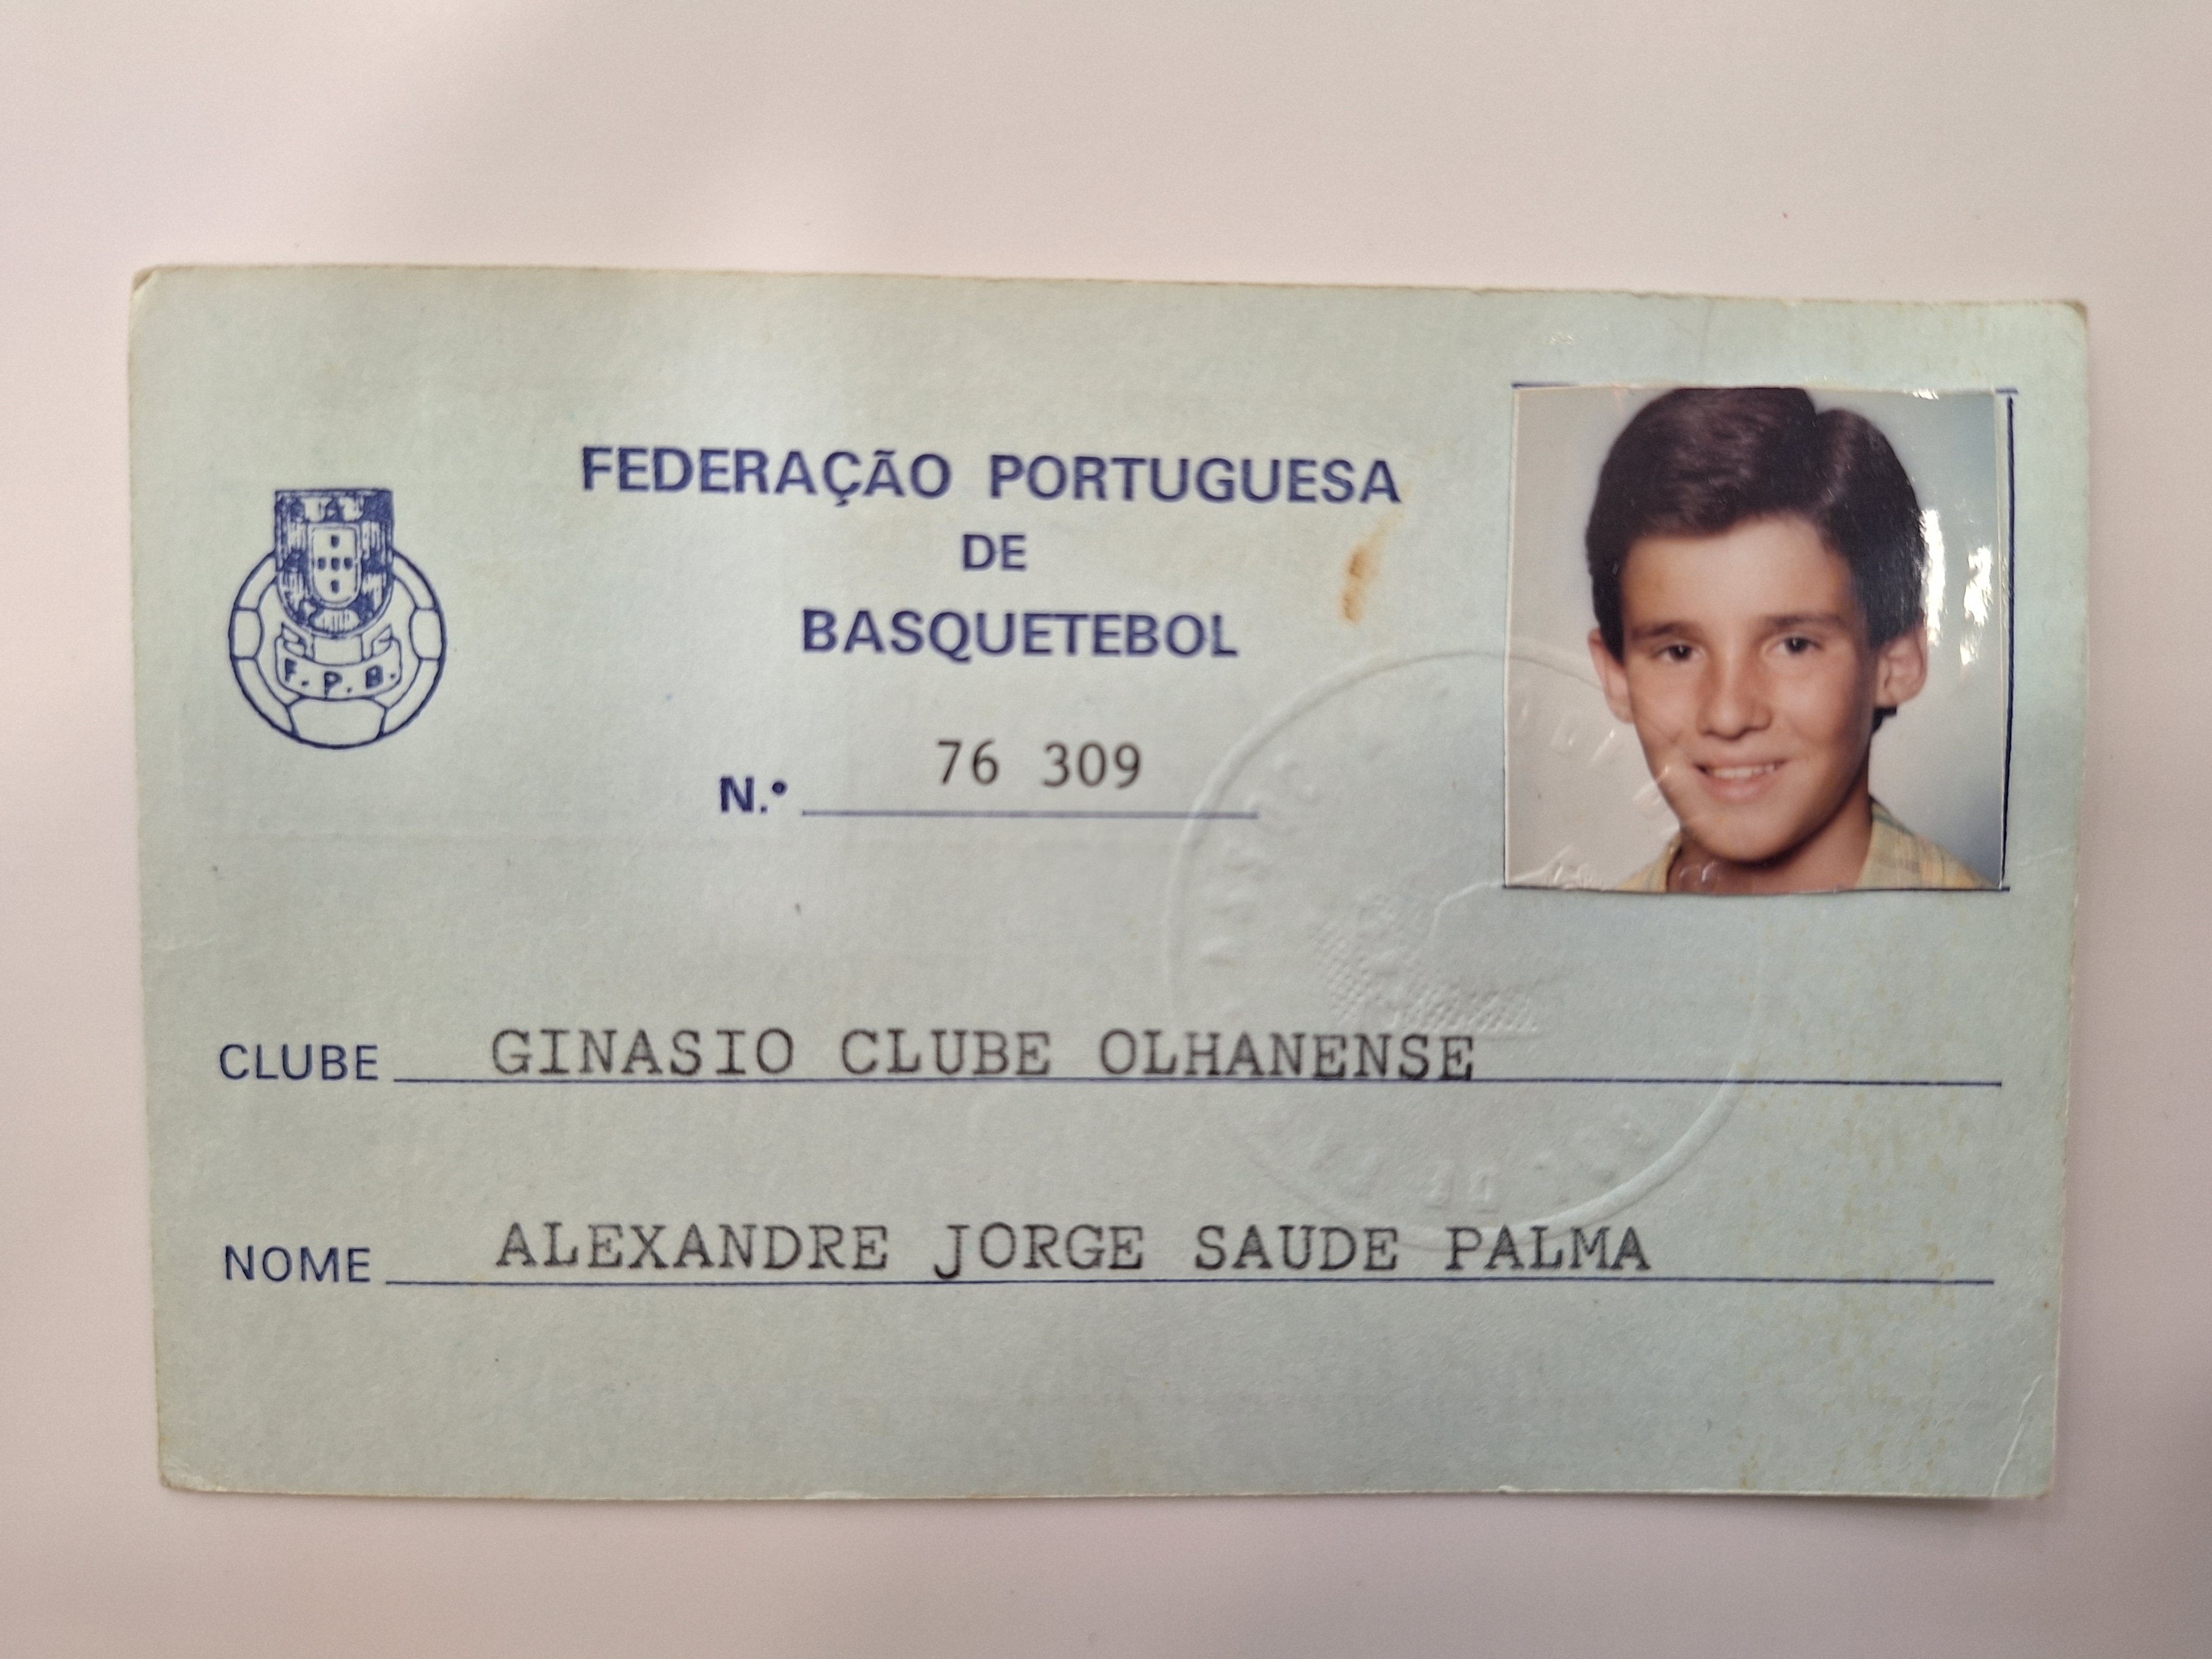 FEDERAÇÃO PORTUGUESA
DE
BASQUETEBOL
F.P.B.
N.º 76 309
CLUBE GINASIO CLUBE OLHANENSE
NOME ALEXANDRE JORGE SAUDE PALMA